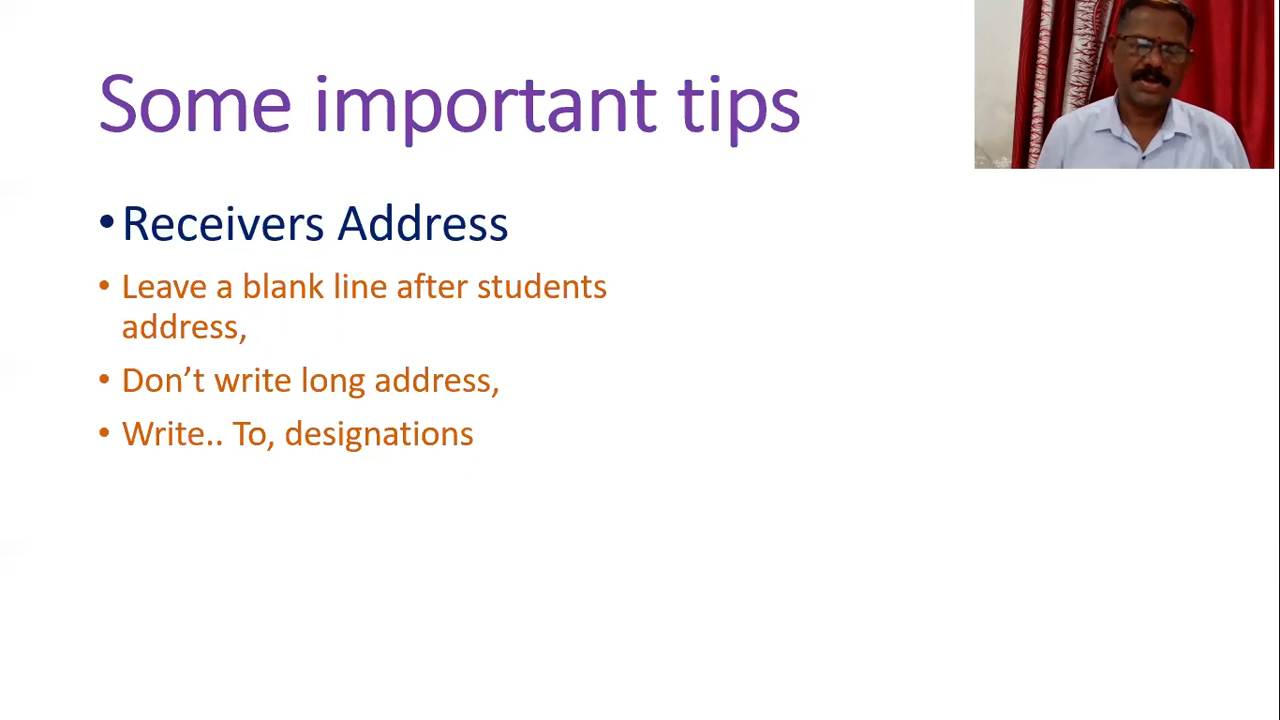 Some important tips
•Receivers Address
• Leave a blank line after students
address,
• Don’t write long address,
• Write.. To, designations